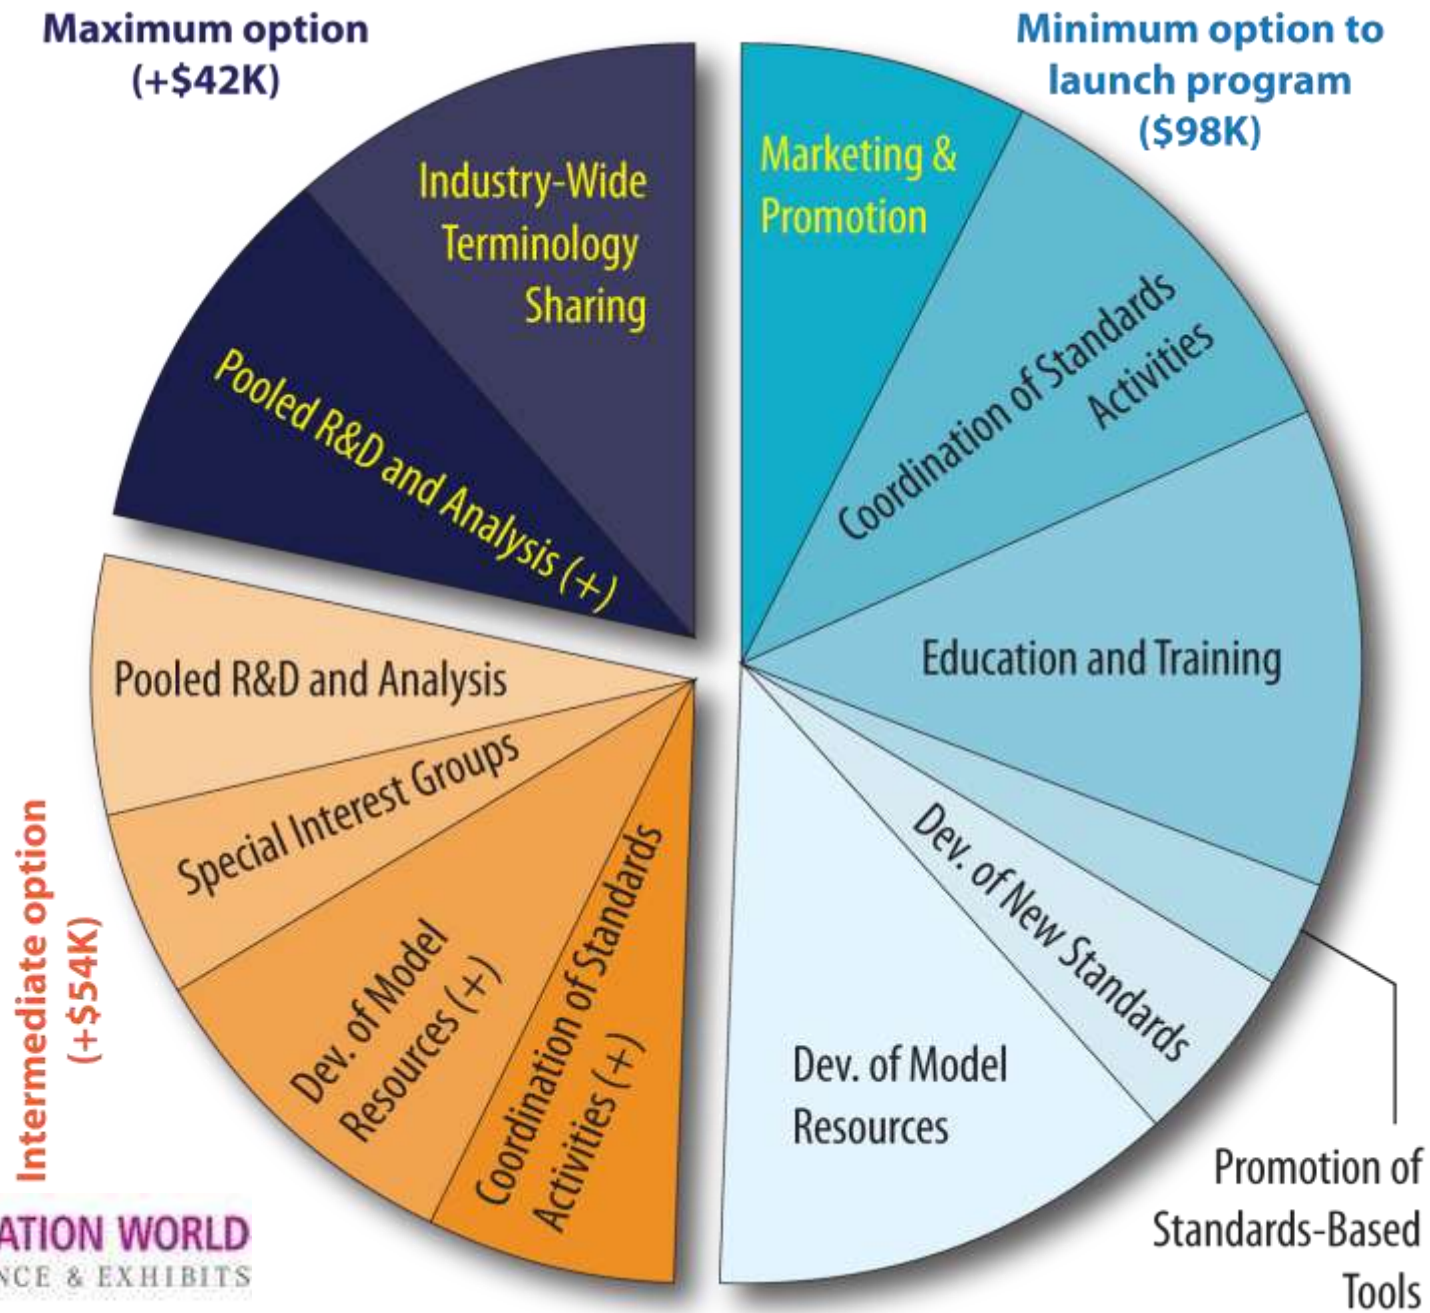 Maximum option
(+$42K)
Minimum option to
launch program
($98K)
Industry-Wide
Terminology
Sharing
Marketing &
Promotion
Pooled R&D and Analysis (+)
Coordination of Standards
Activities
Education and Training
Pooled R&D and Analysis
Special Interest Groups
Dev. of New Standards
Dev. of Model
Resources (+)
Coordination of Standards
Activities (+)
Dev. of Model
Resources
Intermediate option
(+$54K)
Promotion of
Standards-Based
Tools
WORLD
& EXHIBITS